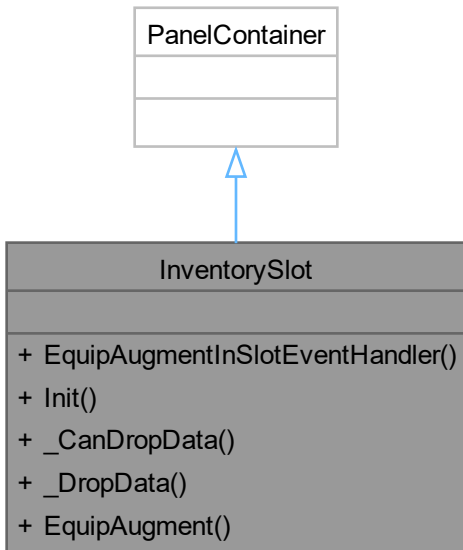 PanelContainer
InventorySlot
+ EquipAugmentInSlotEventHandler()
+ Init()
+ _CanDropData()
+ _DropData()
+ EquipAugment()